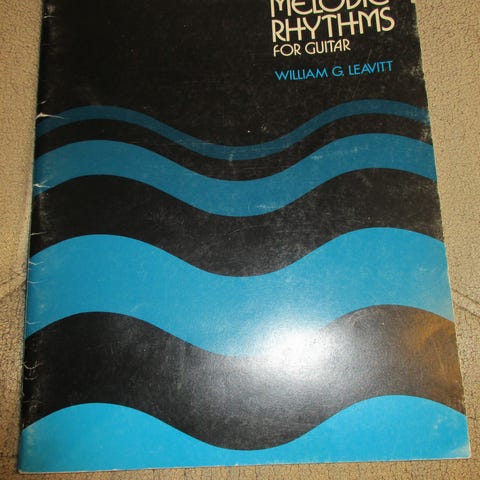 MELODIC
RHYTHMS
FOR GUITAR
WILLIAM G. LEAVITT